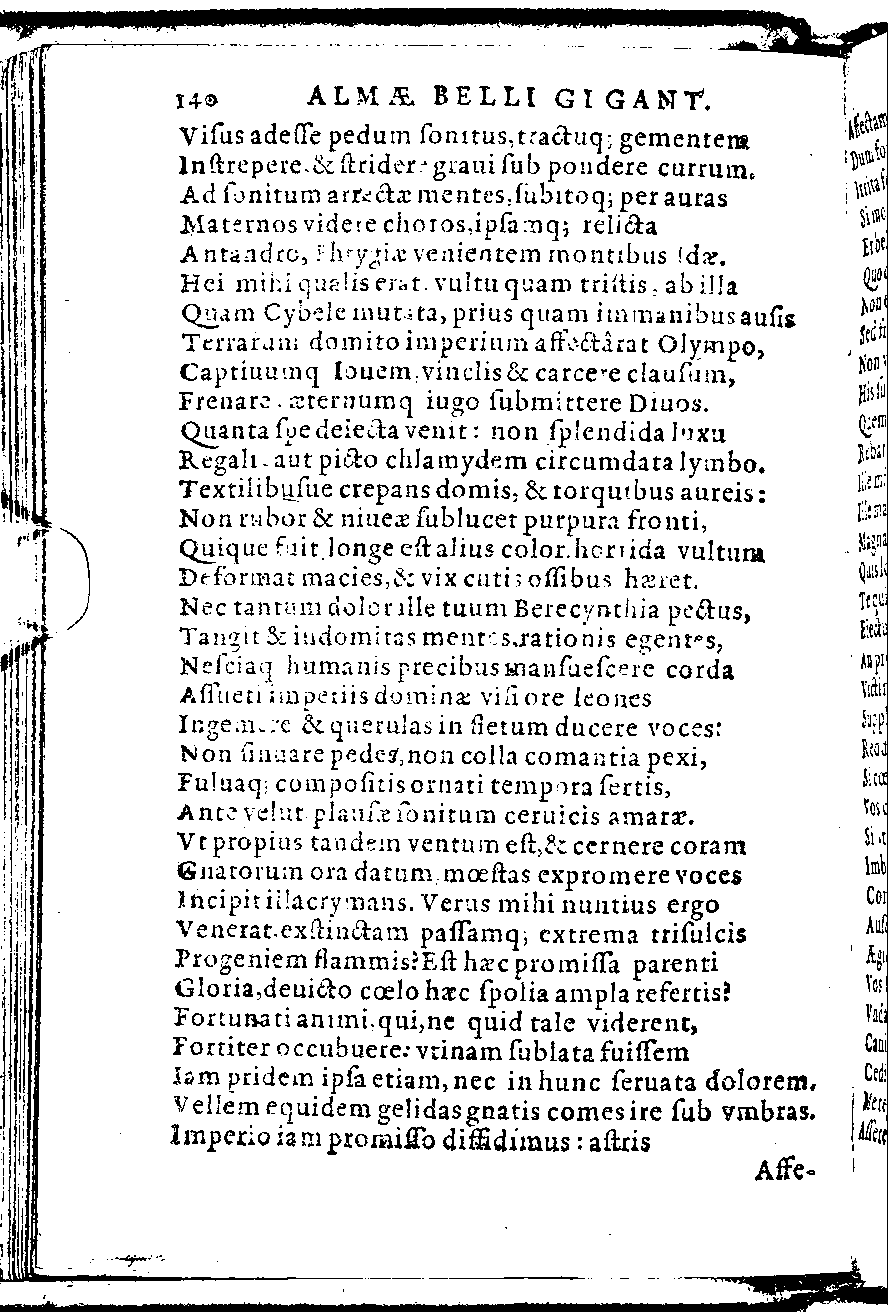 140 ALMÆ BELLI GIGANT.
Viſus adeſſe pedum ſonitus, tractuq; gementem
Inſtrepere. & ſtridere graui ſub pondere currum.
Ad ſonitum arrectæ mentes, ſubitoq; per auras
Maternos videre choros, ipſamq; relicta
Antandro, Phrygiæ venientem montibus Idæ.
Hei mihi qualis erat. vultu quam triſtis, ab illa
Quam Cybele mutata, prius quam immanibus auſis
Terrarum domito imperium affectârat Olympo,
Captiuumq Iouem, vinclis & carcere clauſum,
Frenare. æternumq iugo ſubmittere Diuos.
Quanta ſpe deiecta venit: non ſplendida luxu
Regali. aut picto chlamydem circumdata lymbo.
Textilibuſue crepans domis, & torquibus aureis:
Non rubor & niueæ ſublucet purpura fronti,
Quique fuit, longe eſt alius color. horrida vultum
Deformat macies, & vix cutis oſſibus hæret.
Nec tantum dolor ille tuum Berecynthia pectus,
Tangit & indomitas mentes, rationis egentes,
Neſciaq humanis precibus manſueſcere corda
Aſſueti imperiis dominæ viſi ore leones
Ingemere & querulas in fletum ducere voces:
Non ſinuare pedes, non colla comantia pexi,
Fuluaq; compoſitis ornati tempora ſertis,
Ante velut plauſæ ſonitum ceruicis amaræ.
Vt propius tandem ventum eſt, & cernere coram
Gnatorum ora datum, mœſtas expromere voces
Incipit illacrymans. Verus mihi nuntius ergo
Venerat. exſtinctam paſſamq; extrema triſulcis
Progeniem flammis? Eſt hæc promiſſa parenti
Gloria, deuicto cœlo hæc ſpolia ampla refertis?
Fortunati animi, qui, ne quid tale viderent,
Fortiter occubuere: vtinam ſublata fuiſſem
Iam pridem ipſa etiam, nec in hunc ſeruata dolorem.
Vellem equidem gelidas gnatis comes ire ſub vmbras.
Imperio iam promiſſo diffidimus: aſtris
Affe-